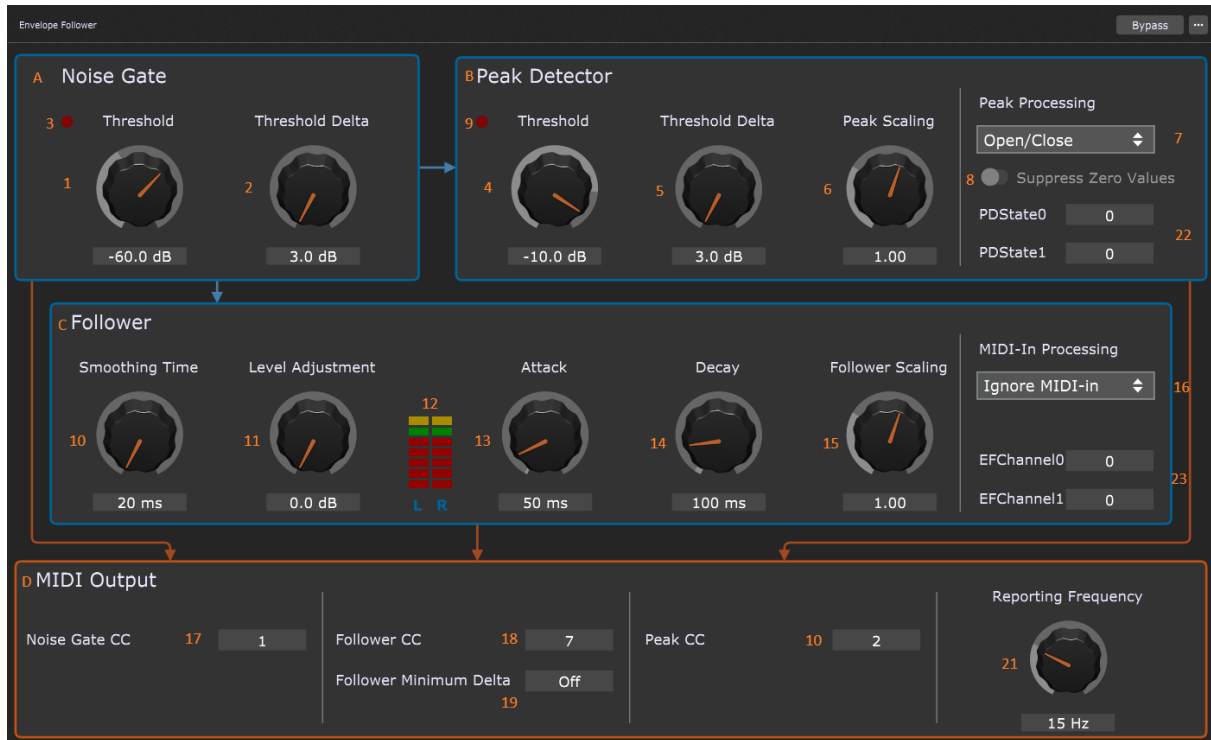 Envelope Follower
Bypass ...
A Noise Gate
3 Threshold Threshold Delta
1 2
-60.0 dB 3.0 dB
B Peak Detector
9 Threshold Threshold Delta Peak Scaling
4 5 6
-10.0 dB 3.0 dB 1.00
Peak Processing
Open/Close 7
8 Suppress Zero Values
PDState0 0
22
PDState1 0
C Follower
Smoothing Time Level Adjustment Attack Decay Follower Scaling
12
10 11 13 14 15
20 ms 0.0 dB L R 50 ms 100 ms 1.00
MIDI-In Processing
Ignore MIDI-in 16
EFChannel0 0
23
EFChannel1 0
D MIDI Output
Noise Gate CC 17 1
Follower CC 18 7
Follower Minimum Delta Off
19
Peak CC 10 2
Reporting Frequency
21
15 Hz